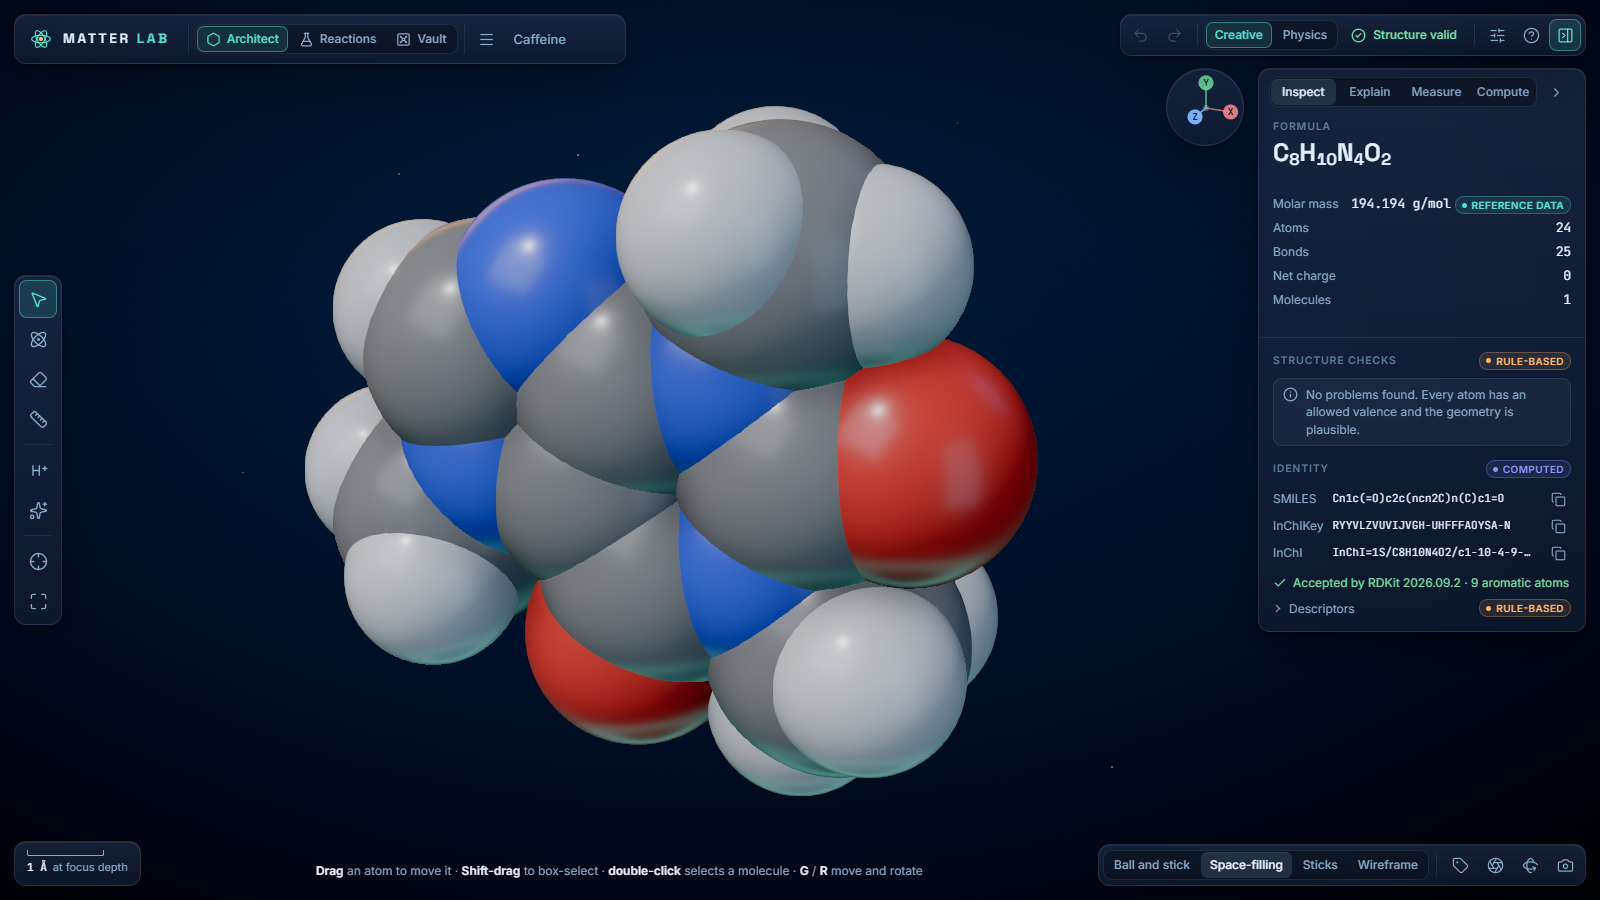 MATTER LAB
Architect
Reactions
Vault
Caffeine
Creative
Physics
Structure valid
Y
X
Z
Inspect
Explain
Measure
Compute
FORMULA
C8H10N4O2
Molar mass 194.194 g/mol REFERENCE DATA
Atoms 24
Bonds 25
Net charge 0
Molecules 1
STRUCTURE CHECKS RULE-BASED
No problems found. Every atom has an
allowed valence and the geometry is
plausible.
IDENTITY COMPUTED
SMILES Cn1c(=O)c2c(ncn2C)n(C)c1=O
InChIKey RYYVLZVUVIJVGH-UHFFFAOYSA-N
InChI InChI=1S/C8H10N4O2/c1-10-4-9-…
Accepted by RDKit 2026.09.2 · 9 aromatic atoms
Descriptors RULE-BASED
H+
1 Å at focus depth
Drag an atom to move it · Shift-drag to box-select · double-click selects a molecule · G / R move and rotate
Ball and stick
Space-filling
Sticks
Wireframe